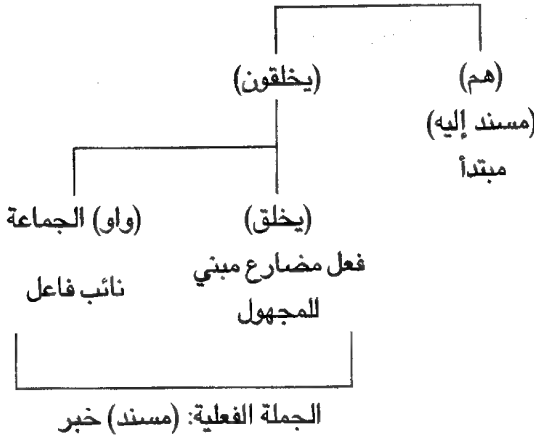 (هم) (يخلقون)
(مسند إليه)
مبتدأ
(يخلق) (واو) الجماعة
فعل مضارع مبني
للمجهول نائب فاعل
الجملة الفعلية: (مسند) خبر